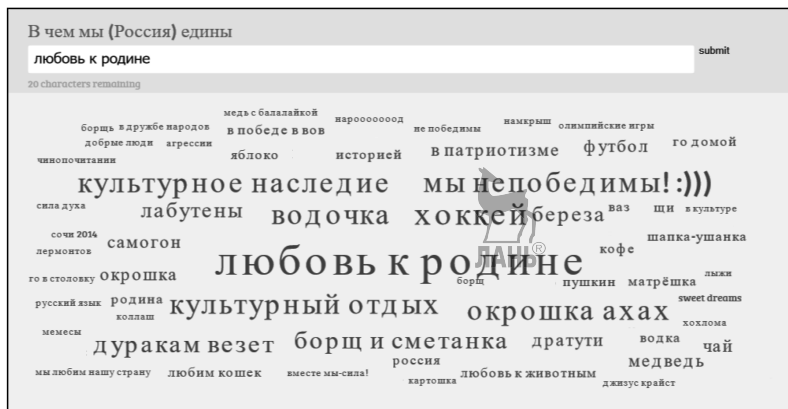 В чем мы (Россия) едины
любовь к родине
submit
20 characters remaining
медь с балалайкой
нароооооод
борщь в дружбе народов в победе в вов не победимы намкрыш олимпийские игры
добрые люди агрессии
чинопочитании яблоко историей в патриотизме футбол го домой
культурное наследие мы непобедимы! :)))
сила духа лабутены водочка хоккей береза ваз щи в культуре
сочи 2014 самогон шапка-ушанка
лермонтов любовь к родине кофе
ЛАНЬ®
го в столовку окрошка борщ пушкин матрёшка лыжи
русский язык родина культурный отдых окрошка ахах sweet dreams
коллаш хохлома
мемесы дуракам везет борщ и сметанка дратути водка чай
россия медведь
мы любим нашу страну любим кошек вместе мы-сила! любовь к животным
картошка джизус крайст